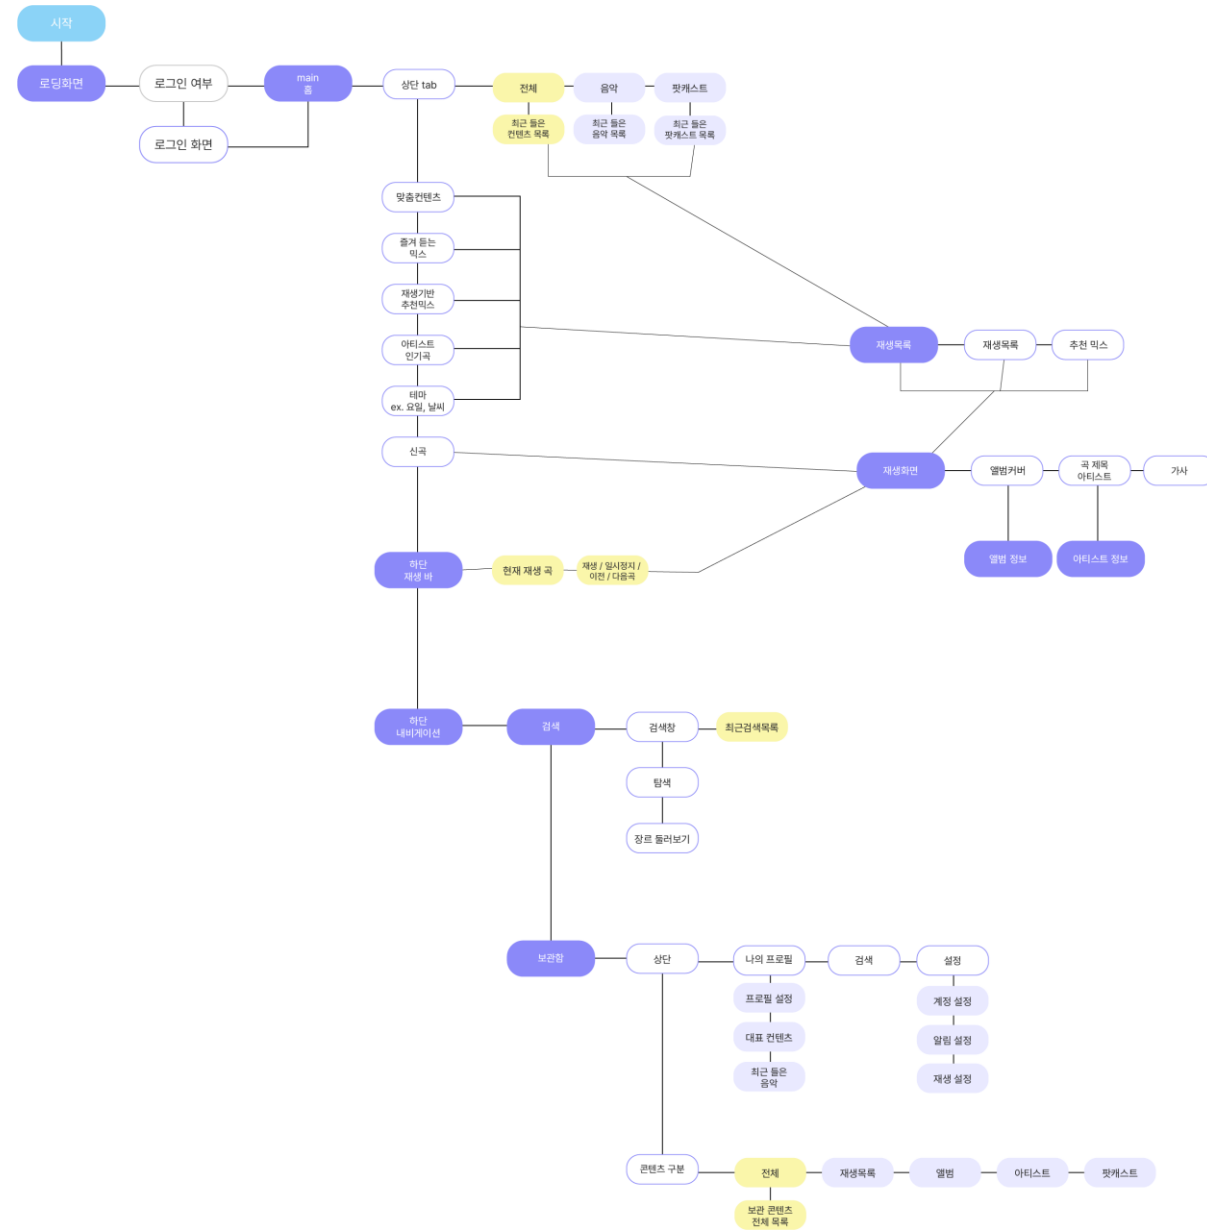 시작
로딩화면
로그인 여부
main
홈
상단 tab
전체
음악
팟캐스트
로그인 화면
최근 들은
컨텐츠 목록
최근 들은
음악 목록
최근 들은
팟캐스트 목록
맞춤컨텐츠
즐겨 듣는
믹스
재생기반
추천믹스
아티스트
인기곡
재생목록
재생목록
추천 믹스
테마
ex. 요일, 날씨
신곡
재생화면
앨범커버
곡 제목
아티스트
가사
앨범 정보
아티스트 정보
하단
재생 바
현재 재생 곡
재생 / 일시정지 /
이전 / 다음곡
하단
내비게이션
검색
검색창
최근검색목록
탐색
장르 둘러보기
보관함
상단
나의 프로필
검색
설정
프로필 설정
계정 설정
대표 컨텐츠
알림 설정
최근 들은
음악
재생 설정
콘텐츠 구분
전체
재생목록
앨범
아티스트
팟캐스트
보관 콘텐츠
전체 목록